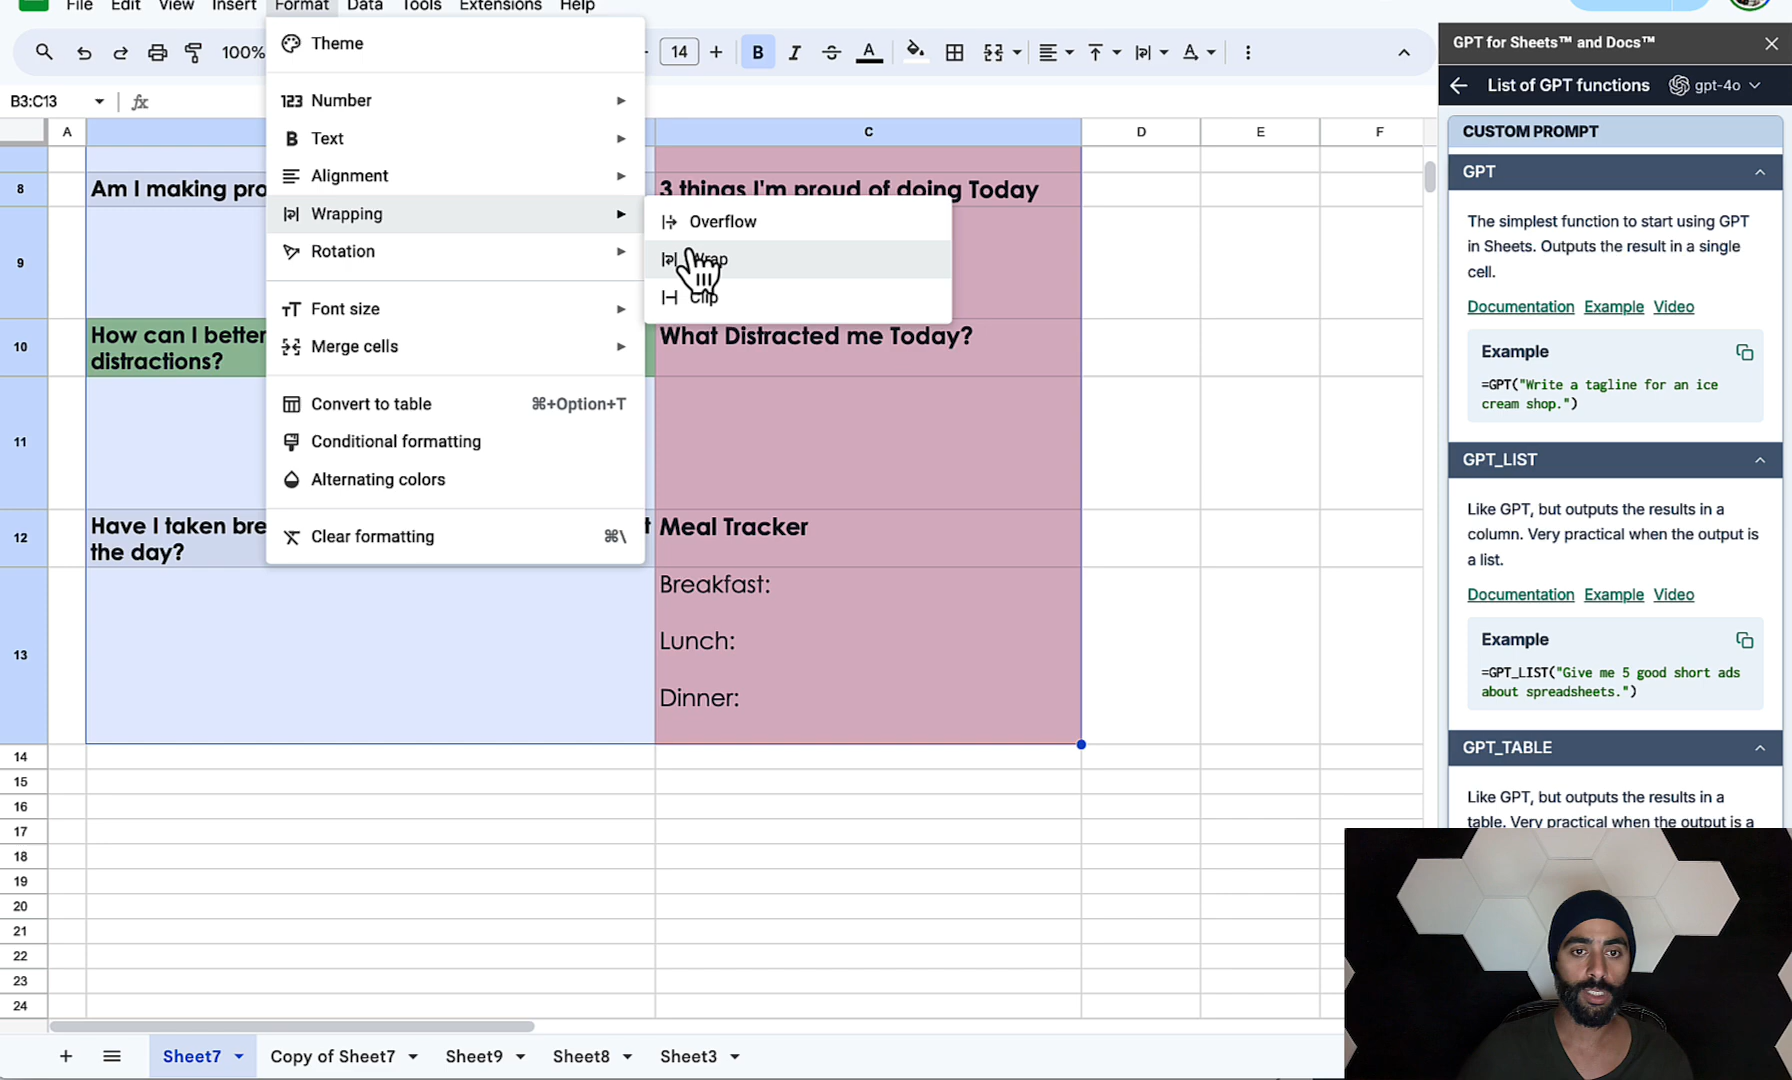 File Edit View Insert Format Data Tools Extensions Help
100% 14 + B I A
B3:C13 fx
A C D E F
8 Am I making pro 3 things I'm proud of doing Today
9
10 How can I better What Distracted me Today?
distractions?
11
12 Have I taken bre t Meal Tracker
the day?
Breakfast:
13 Lunch:
Dinner:
14
15
16
17
18
19
20
21
22
23
24
Theme
123 Number
B Text
Alignment
Wrapping
Rotation
Font size
Merge cells
Convert to table ⌘+Option+T
Conditional formatting
Alternating colors
Clear formatting ⌘\
Overflow
Clip
GPT for Sheets™ and Docs™
List of GPT functions gpt-4o
CUSTOM PROMPT
GPT
The simplest function to start using GPT
in Sheets. Outputs the result in a single
cell.
Documentation Example Video
Example
=GPT("Write a tagline for an ice
cream shop.")
GPT_LIST
Like GPT, but outputs the results in a
column. Very practical when the output is
a list.
Documentation Example Video
Example
=GPT_LIST("Give me 5 good short ads
about spreadsheets.")
GPT_TABLE
Like GPT, but outputs the results in a
table. Very practical when the output is a
+ Sheet7 Copy of Sheet7 Sheet9 Sheet8 Sheet3